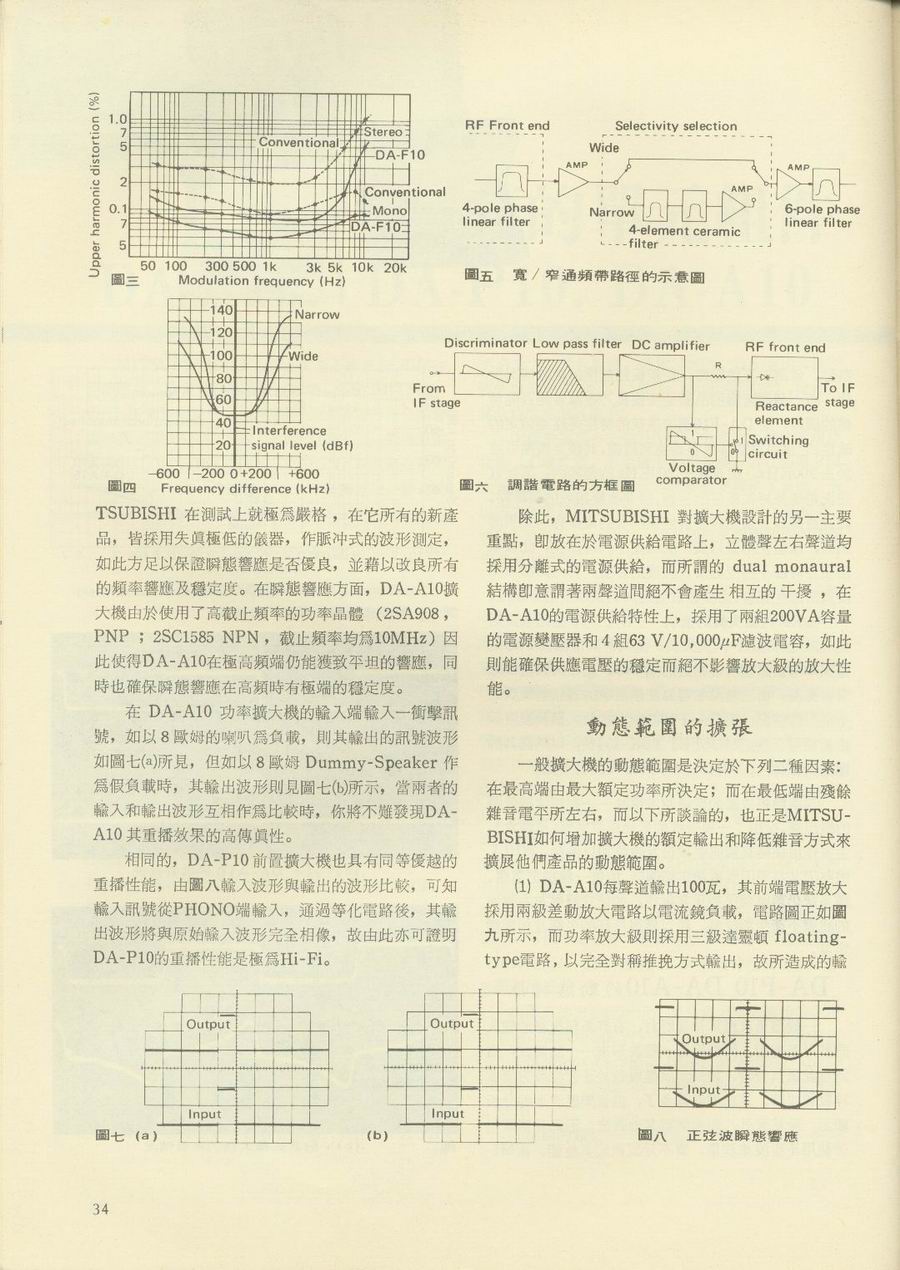 Upper harmonic distortion (%)
1.0
7
5
2
0.1
7
5
Conventional
Stereo
DA-F10
Conventional
Mono
DA-F10
50 100 300 500 1k 3k 5k 10k 20k
圖三 Modulation frequency (Hz)
140
120
100
80
60
40
20
Narrow
Wide
Interference
signal level (dBf)
−600 −200 0 +200 +600
圖四 Frequency difference (kHz)
RF Front end
Selectivity selection
Wide
AMP
AMP
AMP
4-pole phase
linear filter
Narrow
4-element ceramic
filter
6-pole phase
linear filter
圖五 寬/窄通頻帶路徑的示意圖
Discriminator Low pass filter DC amplifier RF front end
R
From
IF stage
To IF
stage
Reactance
element
1
0
1
0
Switching
circuit
Voltage
comparator
圖六 調諧電路的方框圖
TSUBISHI 在測試上就極爲嚴格，在它所有的新產
品，皆採用失眞極低的儀器，作脈冲式的波形測定，
如此方足以保證瞬態響應是否優良，並藉以改良所有
的頻率響應及穩定度。在瞬態響應方面，DA-A10擴
大機由於使用了高截止頻率的功率晶體（2SA908，
PNP；2SC1585 NPN，截止頻率均爲10MHz）因
此使得DA-A10在極高頻端仍能獲致平坦的響應，同
時也確保瞬態響應在高頻時有極端的穩定度。
在 DA-A10 功率擴大機的輸入端輸入一衝擊訊
號，如以8歐姆的喇叭爲負載，則其輸出的訊號波形
如圖七(a)所見，但如以8歐姆 Dummy-Speaker 作
爲假負載時，其輸出波形則見圖七(b)所示，當兩者的
輸入和輸出波形互相作爲比較時，你將不難發現DA-
A10 其重播效果的高傳眞性。
相同的，DA-P10 前置擴大機也具有同等優越的
重播性能，由圖八輸入波形與輸出的波形比較，可知
輸入訊號從PHONO端輸入，通過等化電路後，其輸
出波形將與原始輸入波形完全相像，故由此亦可證明
DA-P10的重播性能是極爲Hi-Fi。
除此，MITSUBISHI 對擴大機設計的另一主要
重點，卽放在於電源供給電路上，立體聲左右聲道均
採用分離式的電源供給，而所謂的 dual monaural
結構卽意謂著兩聲道間絕不會產生相互的干擾，在
DA-A10的電源供給特性上，採用了兩組200VA容量
的電源變壓器和4組63 V/10,000μF濾波電容，如此
則能確保供應電壓的穩定而絕不影響放大級的放大性
能。
動態範圍的擴張
一般擴大機的動態範圍是決定於下列二種因素：
在最高端由最大額定功率所決定；而在最低端由殘餘
雜音電平所左右，而以下所談論的，也正是MITSU-
BISHI如何增加擴大機的額定輸出和降低雜音方式來
擴展他們產品的動態範圍。
(1) DA-A10每聲道輸出100瓦，其前端電壓放大
採用兩級差動放大電路以電流鏡負載，電路圖正如圖
九所示，而功率放大級則採用三級達靈頓 floating-
type電路，以完全對稱推挽方式輸出，故所造成的輸
Output
Input
圖七 (a)
Output
Input
(b)
Output
Input
圖八 正弦波瞬態響應
34